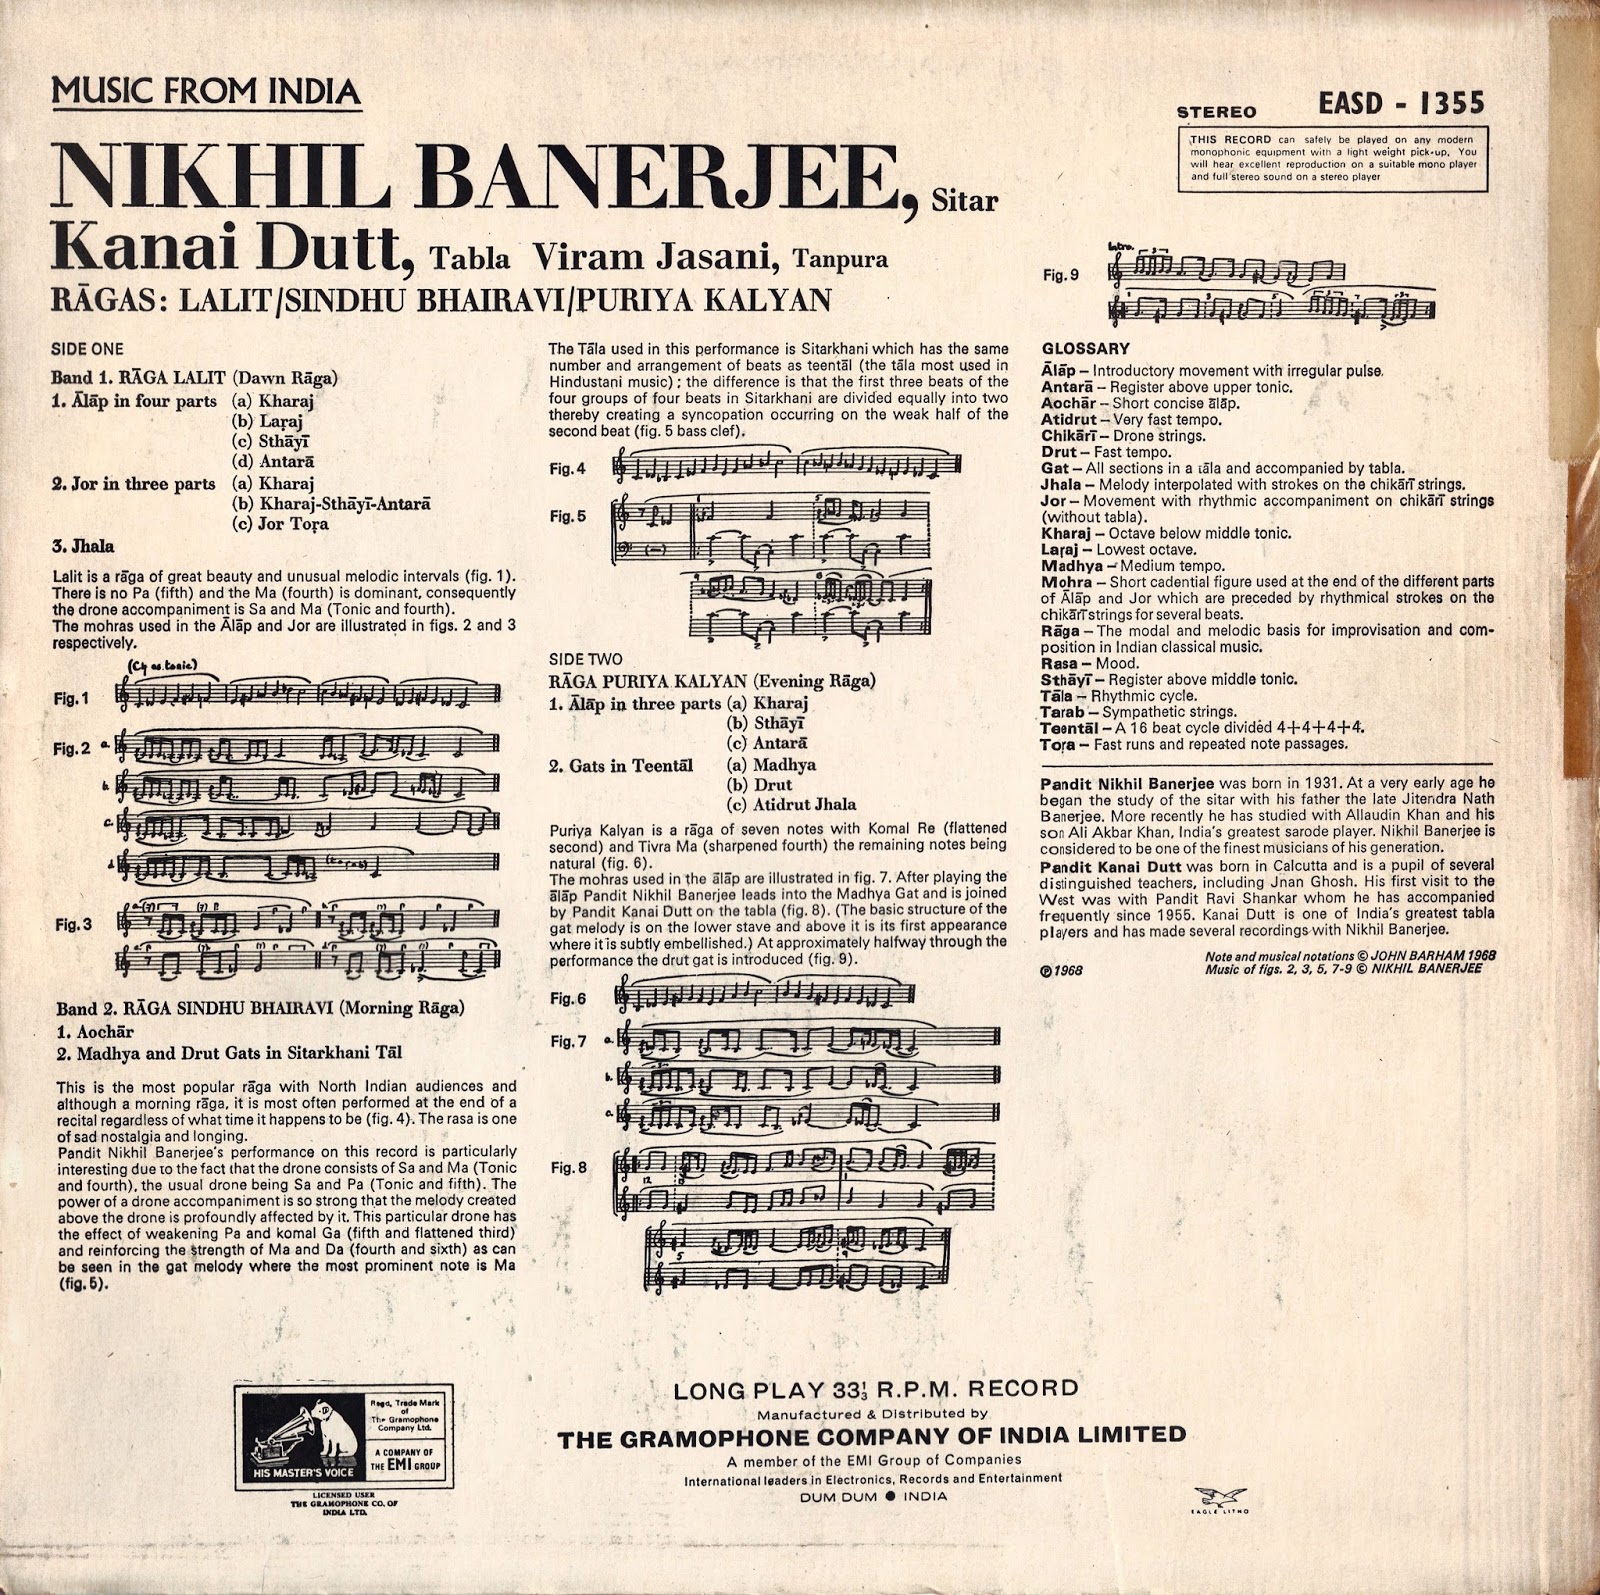 MUSIC FROM INDIA
NIKHIL BANERJEE, Sitar
Kanai Dutt, Tabla Viram Jasani, Tanpura
RĀGAS: LALIT/SINDHU BHAIRAVI/PURIYA KALYAN
STEREO EASD - 1355
THIS RECORD can safely be played on any modern
monophonic equipment with a light weight pick-up. You
will hear excellent reproduction on a suitable mono player
and full stereo sound on a stereo player
SIDE ONE
Band 1. RĀGA LALIT (Dawn Rāga)
1. Ālāp in four parts (a) Kharaj
(b) Laṛaj
(c) Sthāyī
(d) Antarā
2. Jor in three parts (a) Kharaj
(b) Kharaj-Sthāyī-Antarā
(c) Jor Toṛa
3. Jhala
Lalit is a rāga of great beauty and unusual melodic intervals (fig. 1).
There is no Pa (fifth) and the Ma (fourth) is dominant, consequently
the drone accompaniment is Sa and Ma (Tonic and fourth).
The mohras used in the Ālāp and Jor are illustrated in figs. 2 and 3
respectively.
(C♮ as tonic)
Fig. 1
Fig. 2 a.
b.
c.
d.
Fig. 3
Band 2. RĀGA SINDHU BHAIRAVI (Morning Rāga)
1. Aochār
2. Madhya and Drut Gats in Sitarkhani Tāl
This is the most popular rāga with North Indian audiences and
although a morning rāga, it is most often performed at the end of a
recital regardless of what time it happens to be (fig. 4). The rasa is one
of sad nostalgia and longing.
Pandit Nikhil Banerjee's performance on this record is particularly
interesting due to the fact that the drone consists of Sa and Ma (Tonic
and fourth), the usual drone being Sa and Pa (Tonic and fifth). The
power of a drone accompaniment is so strong that the melody created
above the drone is profoundly affected by it. This particular drone has
the effect of weakening Pa and komal Ga (fifth and flattened third)
and reinforcing the strength of Ma and Da (fourth and sixth) as can
be seen in the gat melody where the most prominent note is Ma
(fig. 5).
The Tāla used in this performance is Sitarkhani which has the same
number and arrangement of beats as teentāl (the tāla most used in
Hindustani music) ; the difference is that the first three beats of the
four groups of four beats in Sitarkhani are divided equally into two
thereby creating a syncopation occurring on the weak half of the
second beat (fig. 5 bass clef).
Fig. 4
Fig. 5
SIDE TWO
RĀGA PURIYA KALYAN (Evening Rāga)
1. Ālāp in three parts (a) Kharaj
(b) Sthāyī
(c) Antarā
2. Gats in Teentāl (a) Madhya
(b) Drut
(c) Atidrut Jhala
Puriya Kalyan is a rāga of seven notes with Komal Re (flattened
second) and Tivra Ma (sharpened fourth) the remaining notes being
natural (fig. 6).
The mohras used in the ālāp are illustrated in fig. 7. After playing the
ālāp Pandit Nikhil Banerjee leads into the Madhya Gat and is joined
by Pandit Kanai Dutt on the tabla (fig. 8). (The basic structure of the
gat melody is on the lower stave and above it is its first appearance
where it is subtly embellished.) At approximately halfway through the
performance the drut gat is introduced (fig. 9).
Fig. 6
Fig. 7 a.
b.
Fig. 8
Fig. 9
Intro.
GLOSSARY
Ālāp – Introductory movement with irregular pulse.
Antarā – Register above upper tonic.
Aochār – Short concise ālāp.
Atidrut – Very fast tempo.
Chikārī – Drone strings.
Drut – Fast tempo.
Gat – All sections in a tāla and accompanied by tabla.
Jhala – Melody interpolated with strokes on the chikārī strings.
Jor – Movement with rhythmic accompaniment on chikārī strings
(without tabla).
Kharaj – Octave below middle tonic.
Laṛaj – Lowest octave.
Madhya – Medium tempo.
Mohra – Short cadential figure used at the end of the different parts
of Ālāp and Jor which are preceded by rhythmical strokes on the
chikārī strings for several beats.
Rāga – The modal and melodic basis for improvisation and com-
position in Indian classical music.
Rasa – Mood.
Sthāyī – Register above middle tonic.
Tāla – Rhythmic cycle.
Tarab – Sympathetic strings.
Teentāl – A 16 beat cycle divided 4+4+4+4.
Toṛa – Fast runs and repeated note passages.
Pandit Nikhil Banerjee was born in 1931. At a very early age he
began the study of the sitar with his father the late Jitendra Nath
Banerjee. More recently he has studied with Allaudin Khan and his
son Ali Akbar Khan, India's greatest sarode player. Nikhil Banerjee is
considered to be one of the finest musicians of his generation.
Pandit Kanai Dutt was born in Calcutta and is a pupil of several
distinguished teachers, including Jnan Ghosh. His first visit to the
West was with Pandit Ravi Shankar whom he has accompanied
frequently since 1955. Kanai Dutt is one of India's greatest tabla
players and has made several recordings with Nikhil Banerjee.
Note and musical notations © JOHN BARHAM 1968
℗ 1968 Music of figs. 2, 3, 5, 7-9 © NIKHIL BANERJEE
HIS MASTER'S VOICE
Regd. Trade Mark
of
The Gramophone
Company Ltd.
A COMPANY OF
THE EMI GROUP
LICENSED USER
THE GRAMOPHONE CO. OF
INDIA LTD.
LONG PLAY 33⅓ R.P.M. RECORD
Manufactured & Distributed by
THE GRAMOPHONE COMPANY OF INDIA LIMITED
A member of the EMI Group of Companies
International leaders in Electronics, Records and Entertainment
DUM DUM ● INDIA
EAGLE LITHO